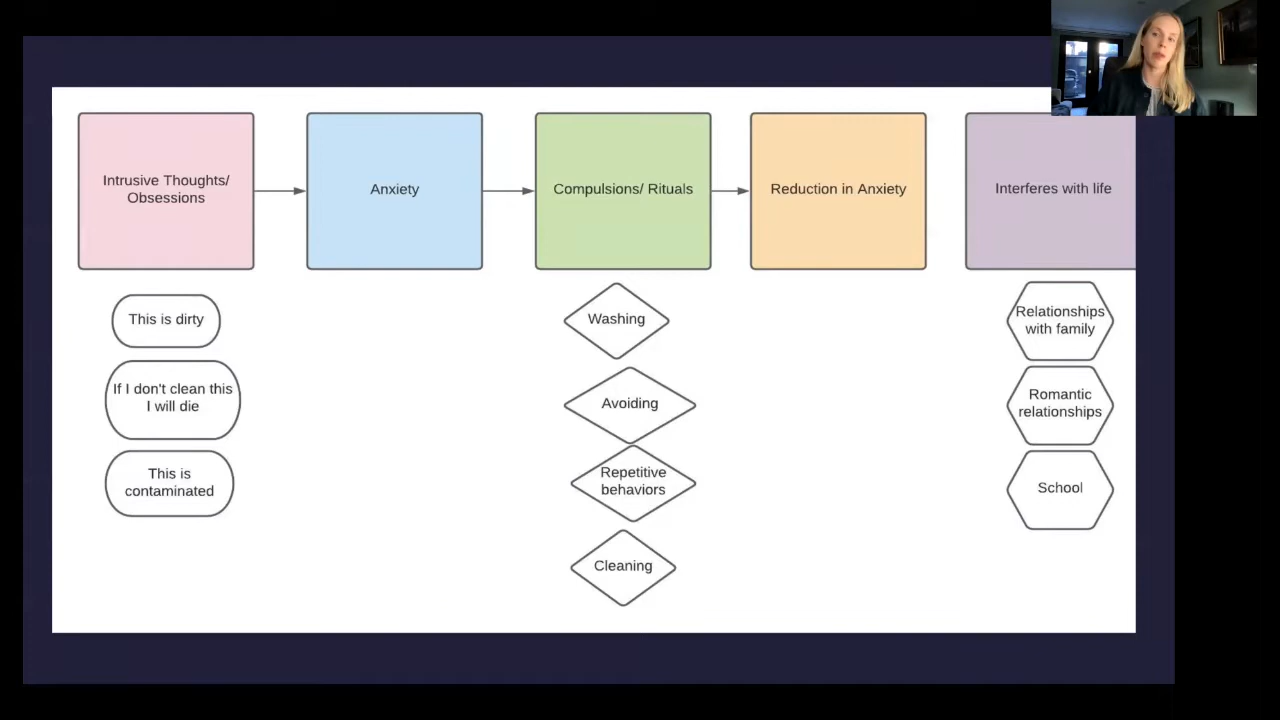 Intrusive Thoughts/
Obsessions
Anxiety
Compulsions/ Rituals
Reduction in Anxiety
Interferes with life
This is dirty
If I don't clean this
I will die
This is
contaminated
Washing
Avoiding
Repetitive
behaviors
Cleaning
Relationships
with family
Romantic
relationships
School